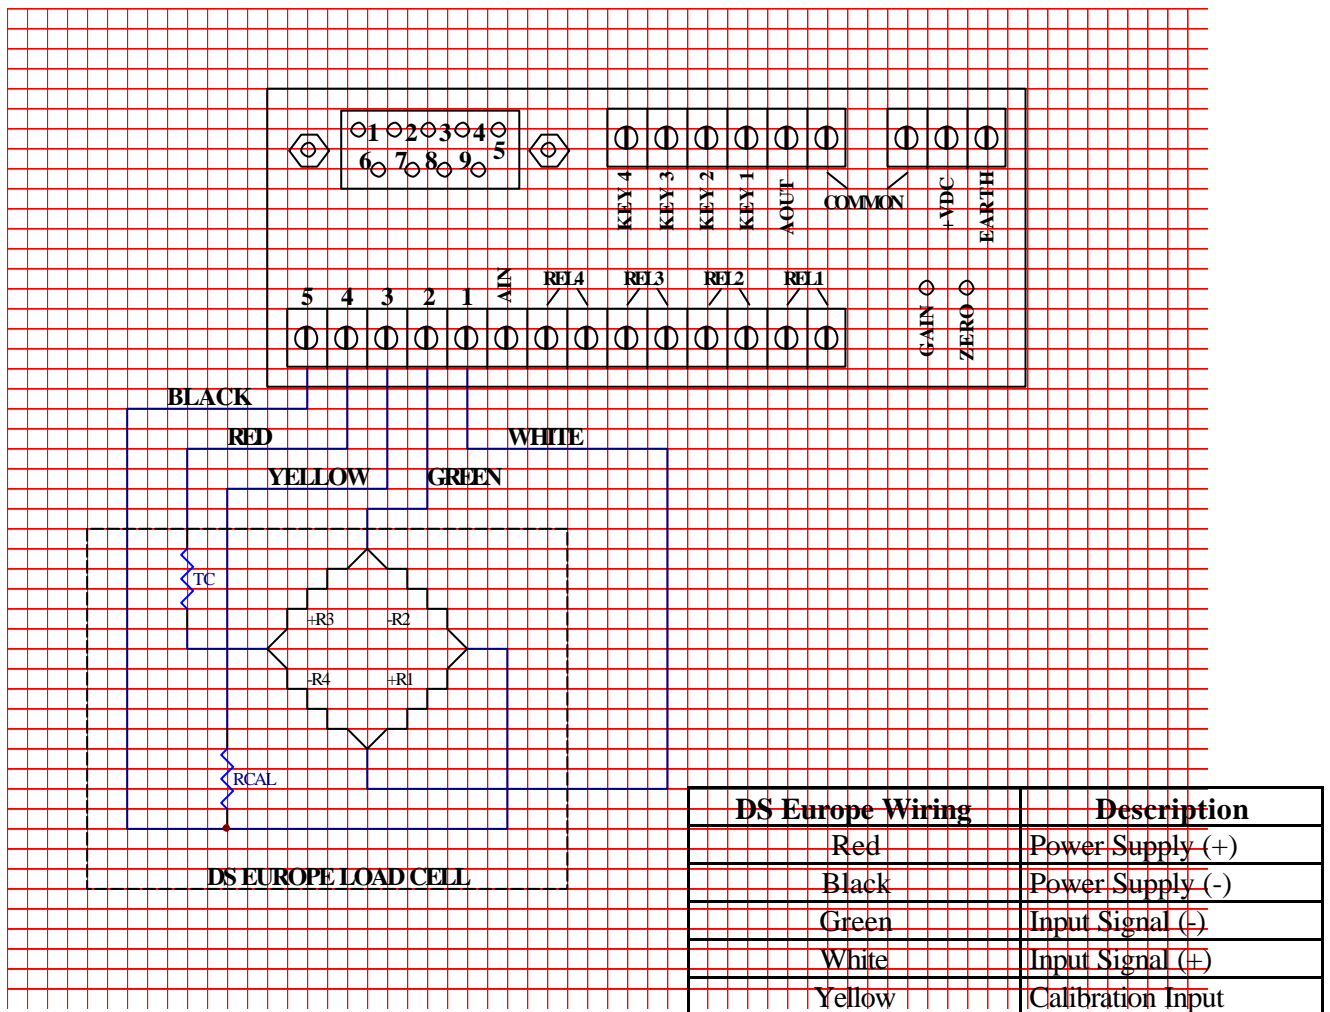 1 2 3 4 5
6 7 8 9
KEY 4 KEY 3 KEY 2 KEY 1 AOUT COMMON +VDC EARTH
5 4 3 2 1 AIN REL4 REL3 REL2 REL1
GAIN ZERO
BLACK
RED WHITE
YELLOW GREEN
TC
+R3 -R2
-R4 +R1
RCAL
DS EUROPE LOAD CELL
DS Europe Wiring Description
Red Power Supply (+)
Black Power Supply (-)
Green Input Signal (-)
White Input Signal (+)
Yellow Calibration Input